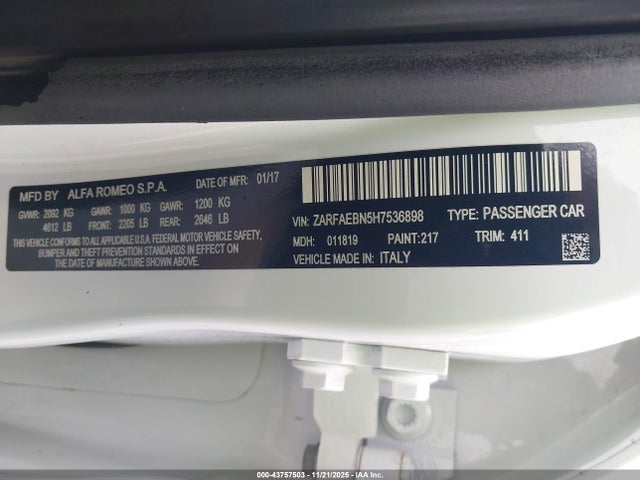 MFD BY ALFA ROMEO S.P.A. DATE OF MFR: 01/17
GVWR: 2092 KG GAWR: 1000 KG GAWR: 1200 KG
4612 LB FRONT: 2205 LB REAR: 2646 LB
THIS VEHICLE CONFORMS TO ALL APPLICABLE U.S.A. FEDERAL MOTOR VEHICLE SAFETY,
BUMPER AND THEFT PREVENTION STANDARDS IN EFFECT ON
THE DATE OF MANUFACTURE SHOWN ABOVE
VIN: ZARFAEBN5H7536898 TYPE: PASSENGER CAR
MDH: 011819 PAINT:217 TRIM: 411
VEHICLE MADE IN: ITALY
000-43757503 - 11/21/2025 - IAA, Inc.